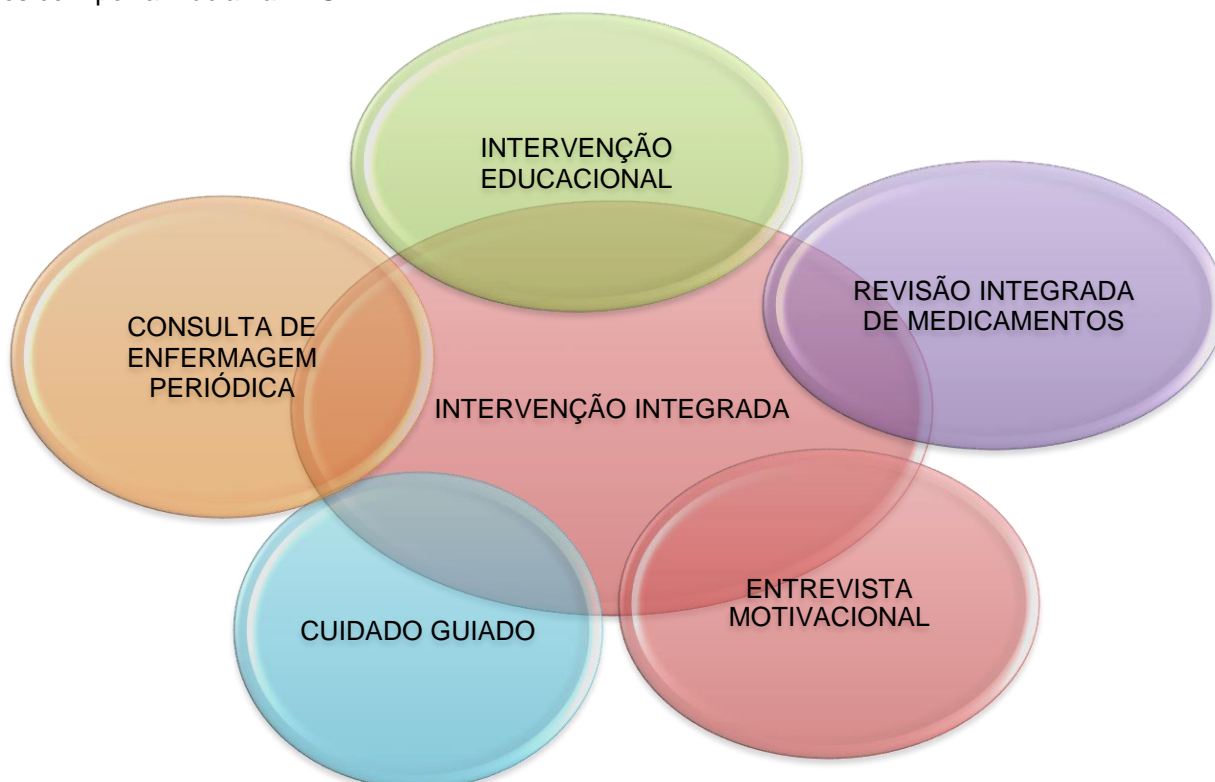 INTERVENÇÃO
EDUCACIONAL
REVISÃO INTEGRADA
DE MEDICAMENTOS
CONSULTA DE
ENFERMAGEM
PERIÓDICA
INTERVENÇÃO INTEGRADA
ENTREVISTA
MOTIVACIONAL
CUIDADO GUIADO